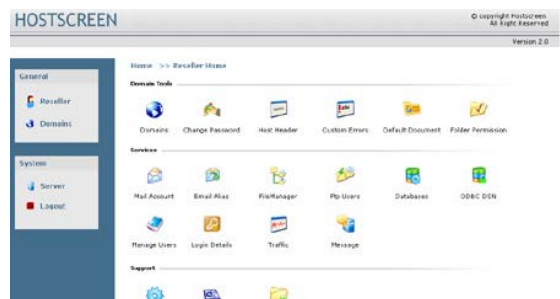 HOSTSCREEN
© copyright Hostscreen
All Right Reserved
Version 2.0
General
Reseller
Domains
System
Server
Logout
Home >> Reseller Home
Domain Tools
Domains Change Password Host Header Custom Errors Default Document Folder Permission
Services
Mail Account Email Alias FileManager Ftp Users Databases ODBC DSN
Manage Users Login Details Traffic Message
Support